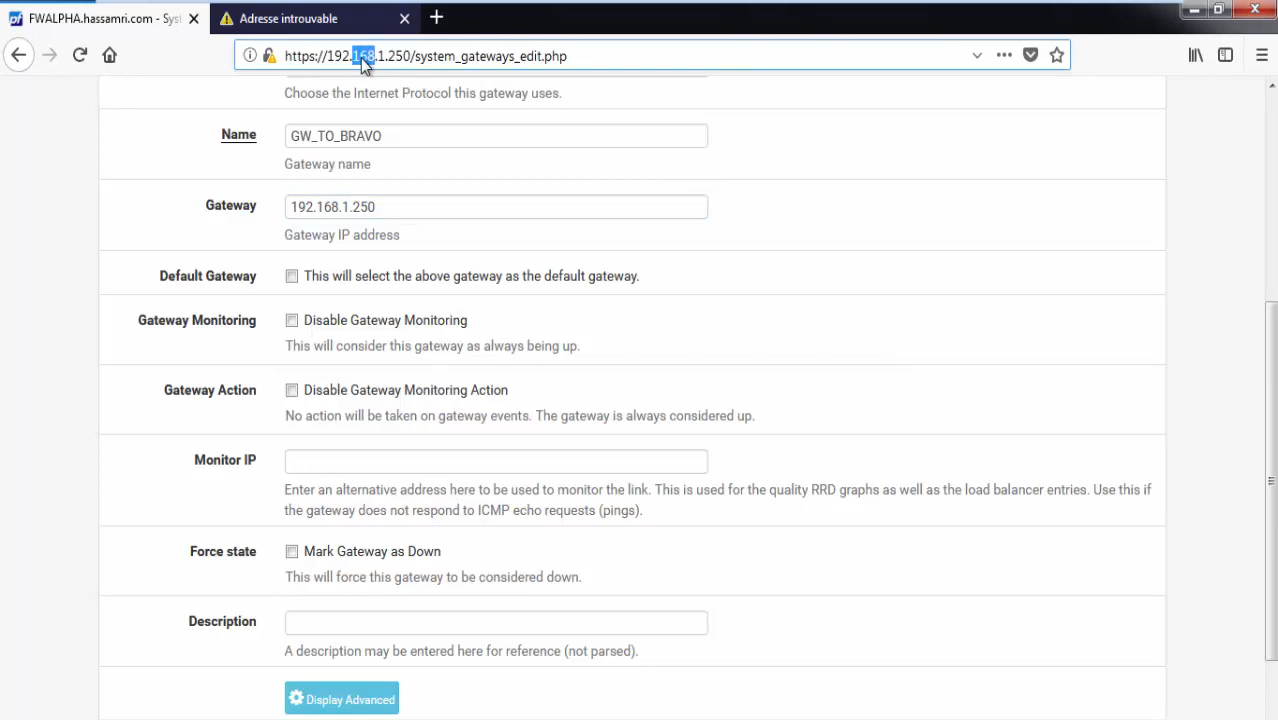 FWALPHA.hassamri.com - Syst
Adresse introuvable
https://192.168.1.250/system_gateways_edit.php
Choose the Internet Protocol this gateway uses.
Name
GW_TO_BRAVO
Gateway name
Gateway
192.168.1.250
Gateway IP address
Default Gateway
This will select the above gateway as the default gateway.
Gateway Monitoring
Disable Gateway Monitoring
This will consider this gateway as always being up.
Gateway Action
Disable Gateway Monitoring Action
No action will be taken on gateway events. The gateway is always considered up.
Monitor IP
Enter an alternative address here to be used to monitor the link. This is used for the quality RRD graphs as well as the load balancer entries. Use this if
the gateway does not respond to ICMP echo requests (pings).
Force state
Mark Gateway as Down
This will force this gateway to be considered down.
Description
A description may be entered here for reference (not parsed).
Display Advanced